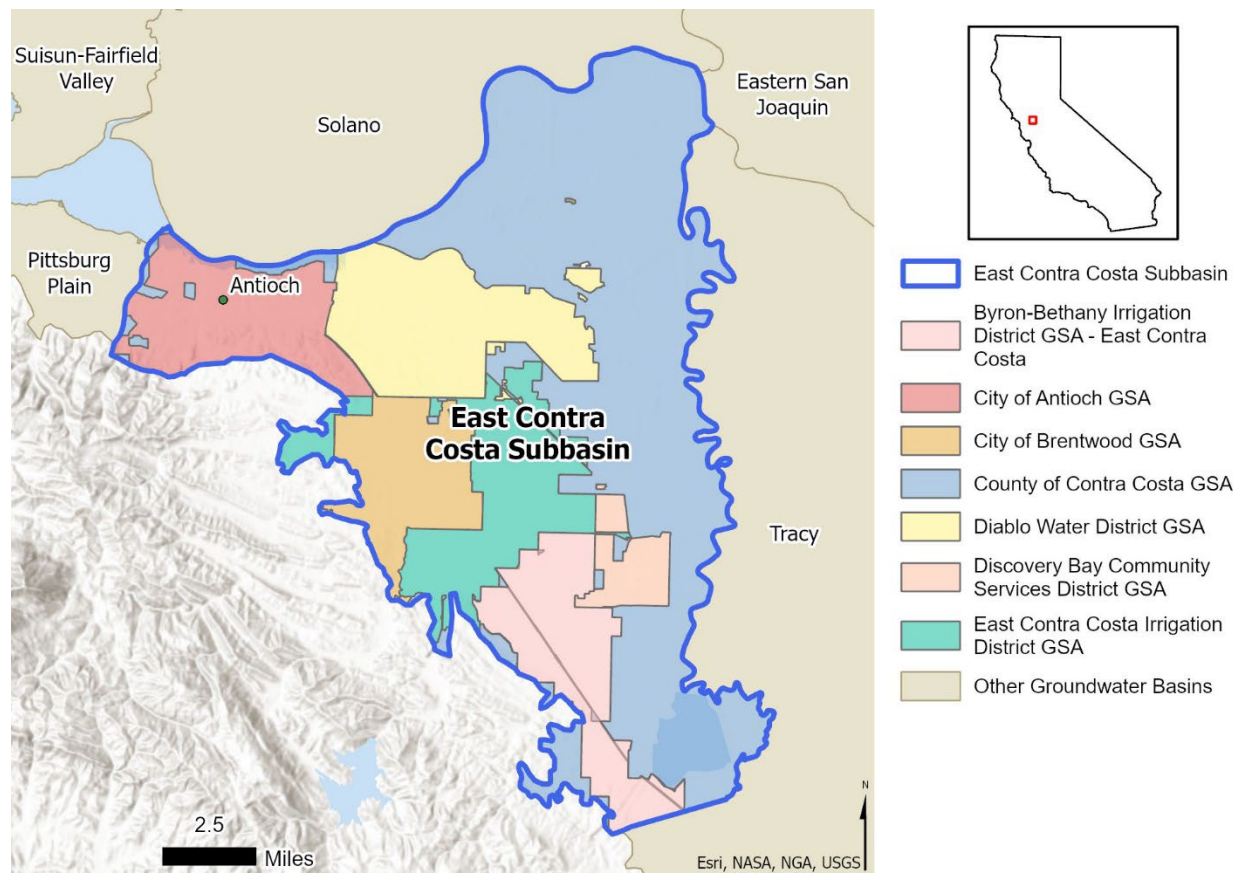 Suisun-Fairfield
Valley
Solano
Eastern San
Joaquin
Pittsburg
Plain
Antioch
East Contra
Costa Subbasin
Tracy
2.5
Miles
N
Esri, NASA, NGA, USGS
East Contra Costa Subbasin
Byron-Bethany Irrigation
District GSA - East Contra
Costa
City of Antioch GSA
City of Brentwood GSA
County of Contra Costa GSA
Diablo Water District GSA
Discovery Bay Community
Services District GSA
East Contra Costa Irrigation
District GSA
Other Groundwater Basins